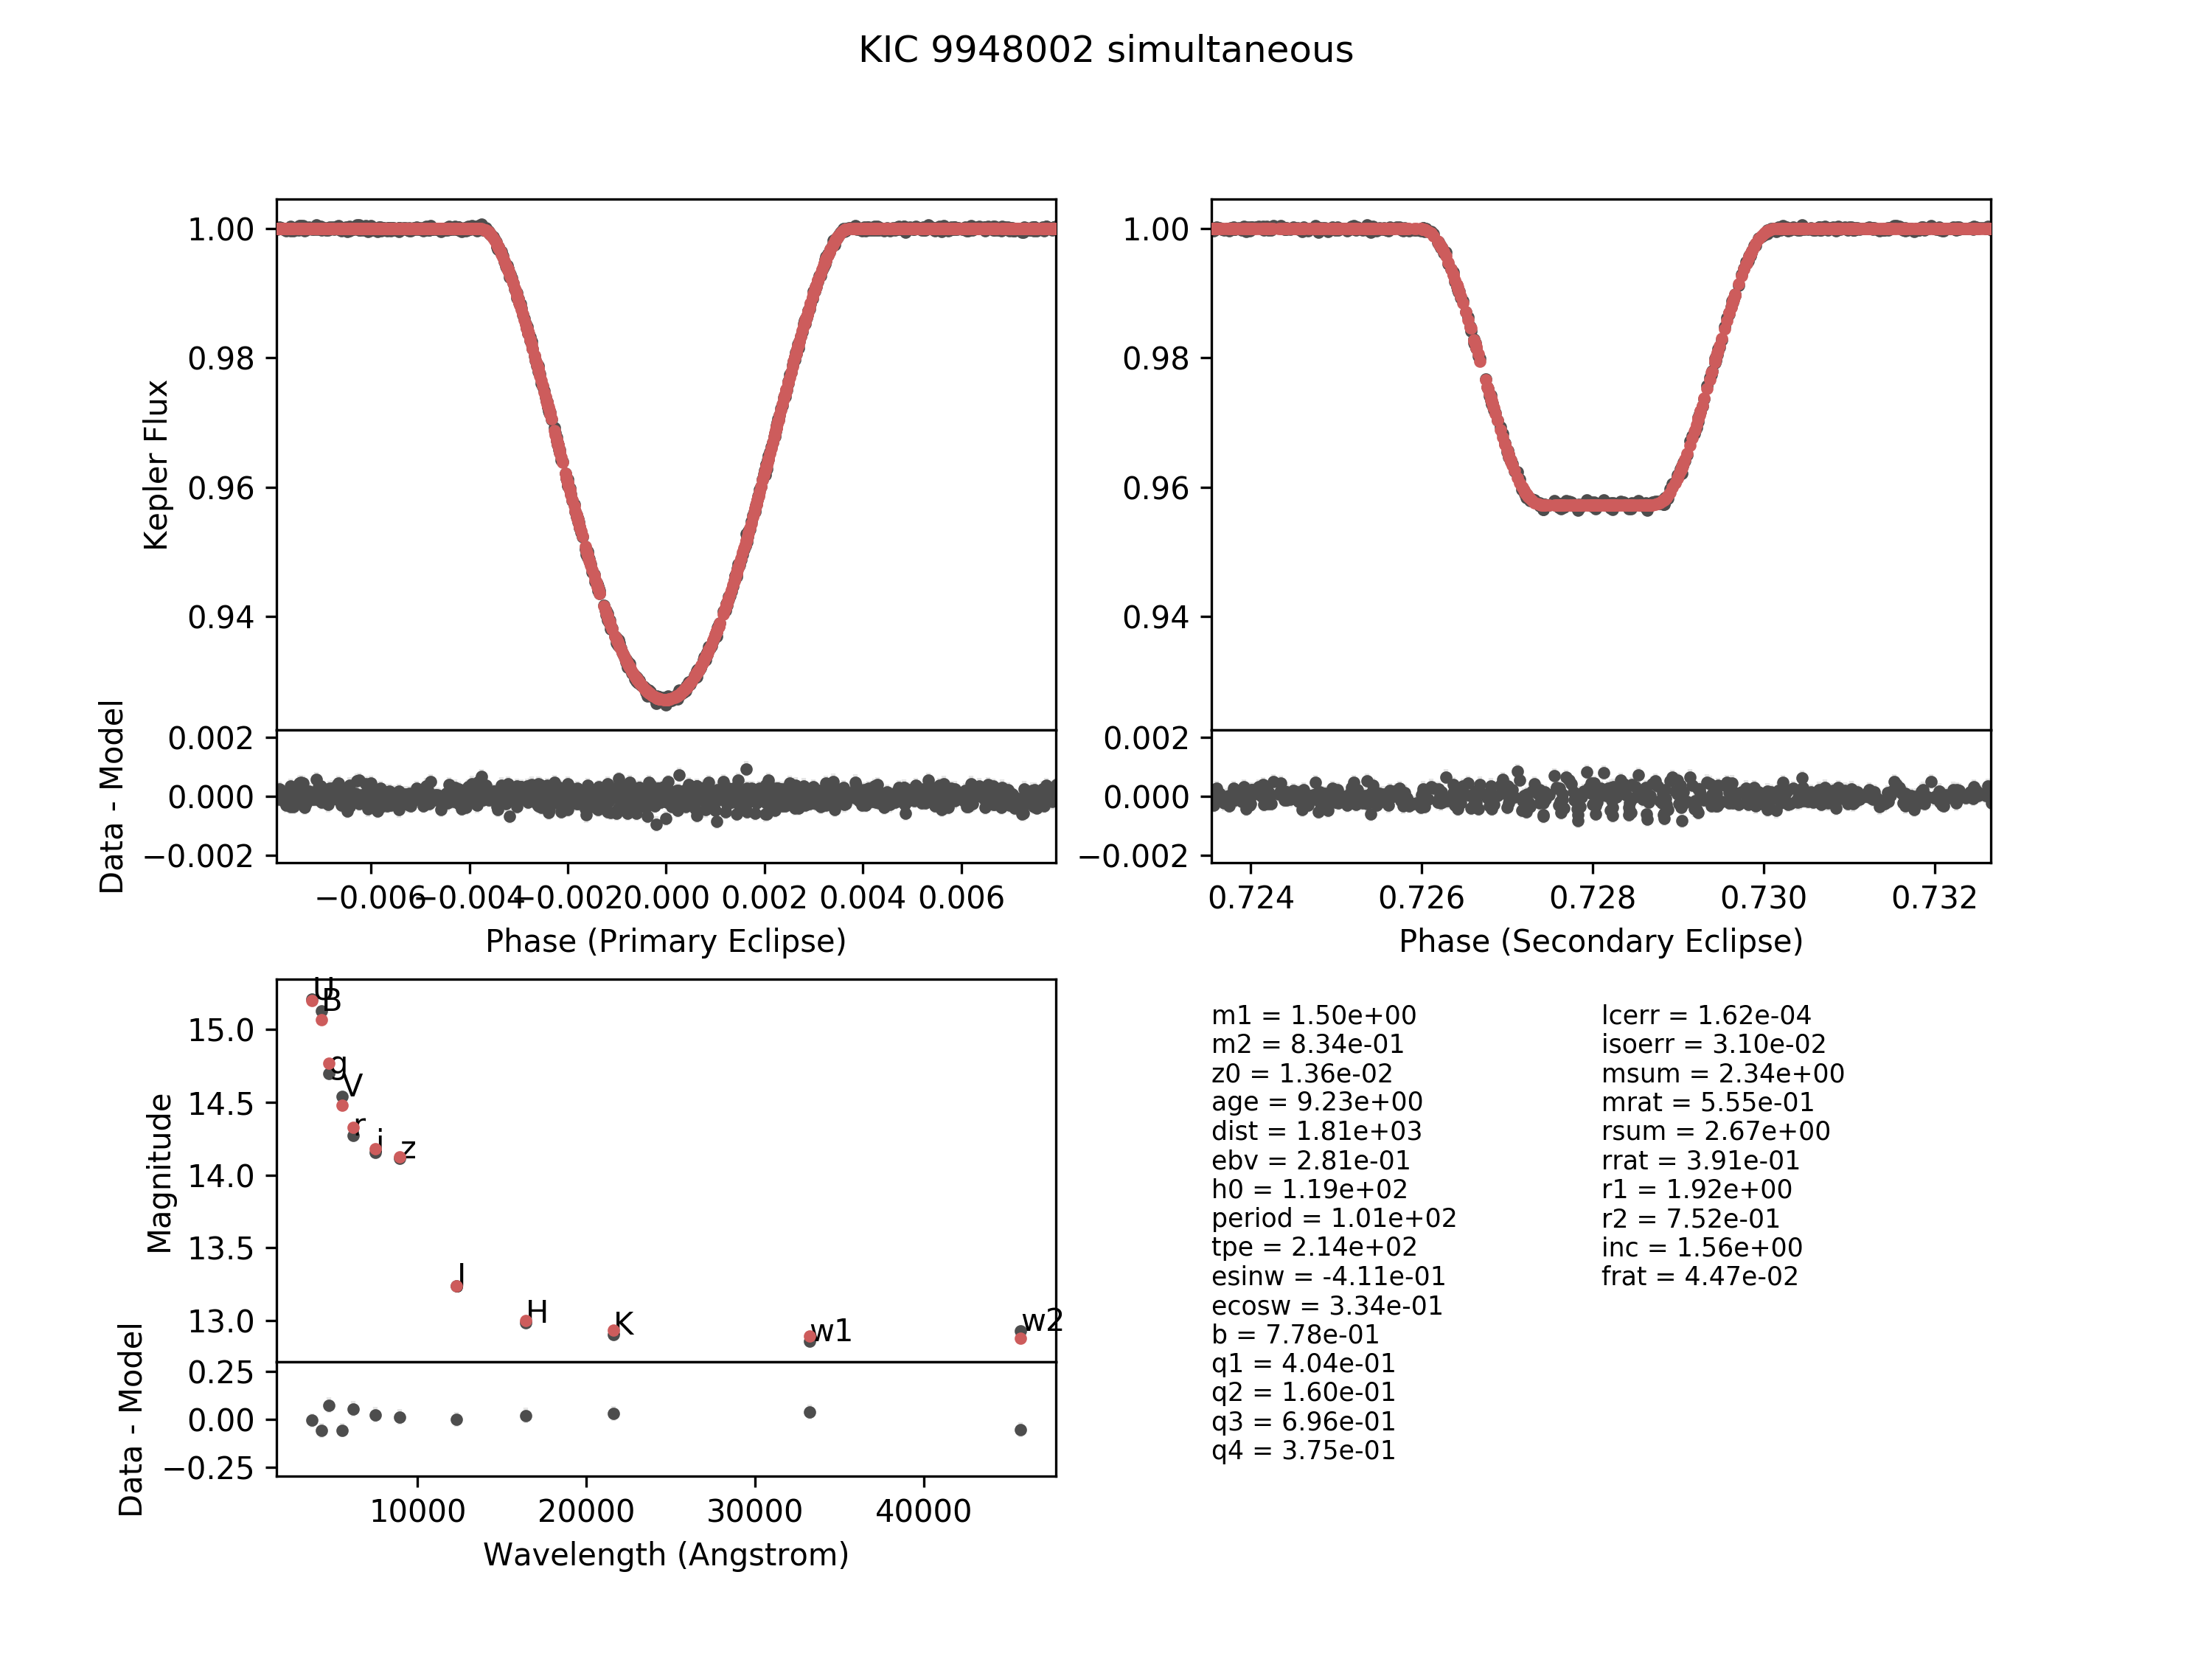 KIC 9948002 simultaneous
Kepler Flux
1.00
0.98
0.96
0.94
Data - Model
0.002
0.000
−0.002
−0.006
−0.004
−0.002
0.000
0.002
0.004
0.006
Phase (Primary Eclipse)
1.00
0.98
0.96
0.94
0.002
0.000
−0.002
0.724
0.726
0.728
0.730
0.732
Phase (Secondary Eclipse)
Magnitude
15.0
14.5
14.0
13.5
13.0
U
B
g
V
r
i
z
J
H
K
w1
w2
Data - Model
0.25
0.00
−0.25
10000
20000
30000
40000
Wavelength (Angstrom)
m1 = 1.50e+00
m2 = 8.34e-01
z0 = 1.36e-02
age = 9.23e+00
dist = 1.81e+03
ebv = 2.81e-01
h0 = 1.19e+02
period = 1.01e+02
tpe = 2.14e+02
esinw = -4.11e-01
ecosw = 3.34e-01
b = 7.78e-01
q1 = 4.04e-01
q2 = 1.60e-01
q3 = 6.96e-01
q4 = 3.75e-01
lcerr = 1.62e-04
isoerr = 3.10e-02
msum = 2.34e+00
mrat = 5.55e-01
rsum = 2.67e+00
rrat = 3.91e-01
r1 = 1.92e+00
r2 = 7.52e-01
inc = 1.56e+00
frat = 4.47e-02